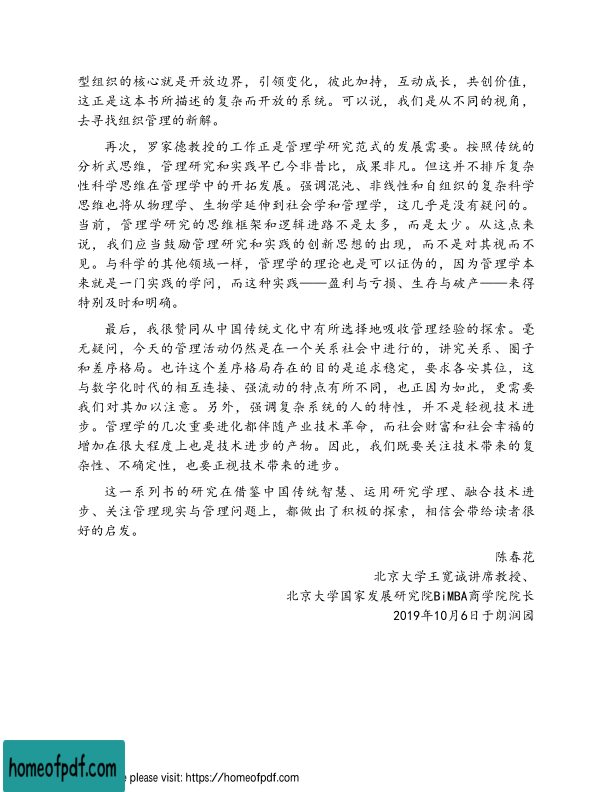 型组织的核心就是开放边界，引领变化，彼此加持，互动成长，共创价值，
这正是这本书所描述的复杂而开放的系统。可以说，我们是从不同的视角，
去寻找组织管理的新解。
再次，罗家德教授的工作正是管理学研究范式的发展需要。按照传统的
分析式思维，管理研究和实践早已今非昔比，成果非凡。但这并不排斥复杂
性科学思维在管理学中的开拓发展。强调混沌、非线性和自组织的复杂科学
思维也将从物理学、生物学延伸到社会学和管理学，这几乎是没有疑问的。
当前，管理学研究的思维框架和逻辑进路不是太多，而是太少。从这点来
说，我们应当鼓励管理研究和实践的创新思想的出现，而不是对其视而不
见。与科学的其他领域一样，管理学的理论也是可以证伪的，因为管理学本
来就是一门实践的学问，而这种实践——盈利与亏损、生存与破产——来得
特别及时和明确。
最后，我很赞同从中国传统文化中有所选择地吸收管理经验的探索。毫
无疑问，今天的管理活动仍然是在一个关系社会中进行的，讲究关系、圈子
和差序格局。也许这个差序格局存在的目的是追求稳定，要求各安其位，这
与数字化时代的相互连接、强流动的特点有所不同，也正因为如此，更需要
我们对其加以注意。另外，强调复杂系统的人的特性，并不是轻视技术进
步。管理学的几次重要进化都伴随产业技术革命，而社会财富和社会幸福的
增加在很大程度上也是技术进步的产物。因此，我们既要关注技术带来的复
杂性、不确定性，也要正视技术带来的进步。
这一系列书的研究在借鉴中国传统智慧、运用研究学理、融合技术进
步、关注管理现实与管理问题上，都做出了积极的探索，相信会带给读者很
好的启发。
陈春花
北京大学王宽诚讲席教授、
北京大学国家发展研究院BiMBA商学院院长
2019年10月6日于朗润园
homeofpdf.com
e please visit: https://homeofpdf.com